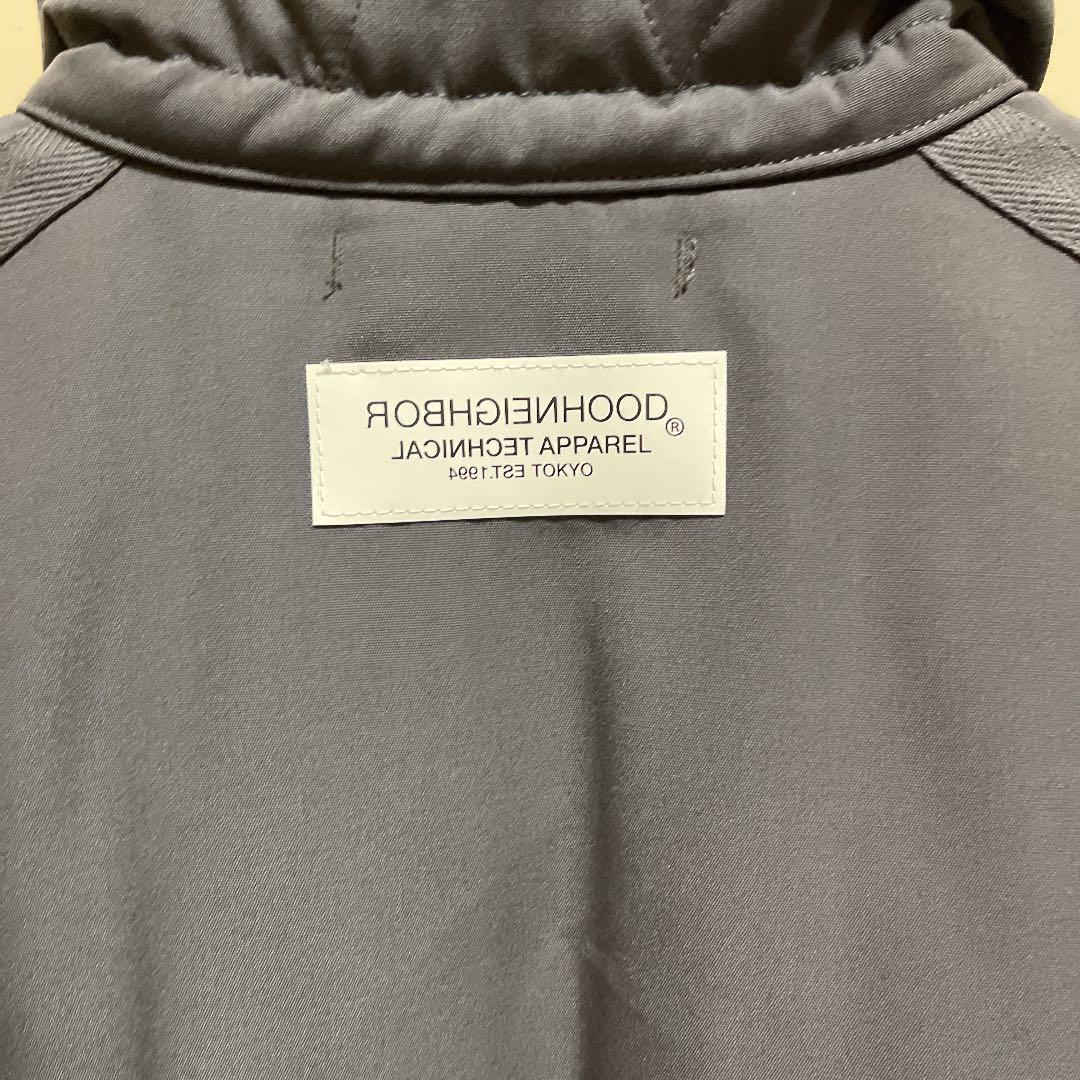 NEIGHBORHOOD®
TECHNICAL APPAREL
EST.1994 TOKYO